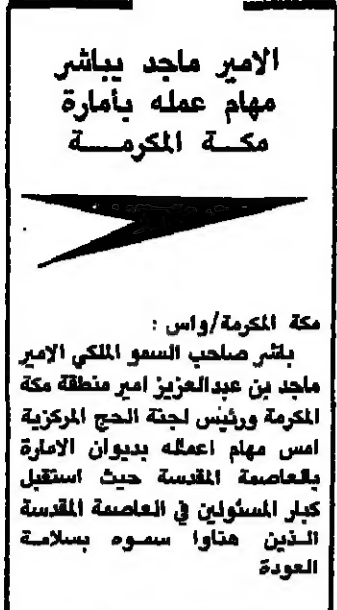 الامير ماجد يباشر
مهام عمله بأمارة
مكة المكرمة
مكة المكرمة/واس :
باشر صاحب السمو الملكي الامير
ماجد بن عبدالعزيز امير منطقة مكة
المكرمة ورئيس لجنة الحج المركزية
امس مهام اعماله بديوان الامارة
بالعاصمة المقدسة حيث استقبل
كبار المسئولين في العاصمة المقدسة
الذين هناوا سموه بسلامة
العودة